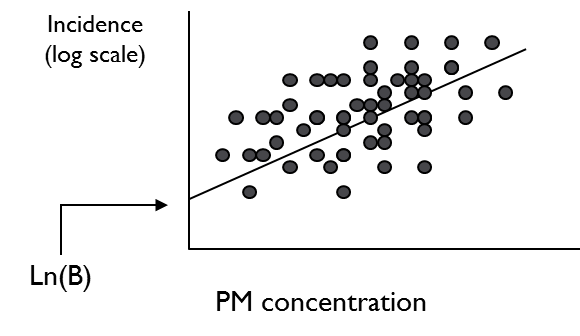 Incidence
(log scale)
Ln(B)
PM concentration